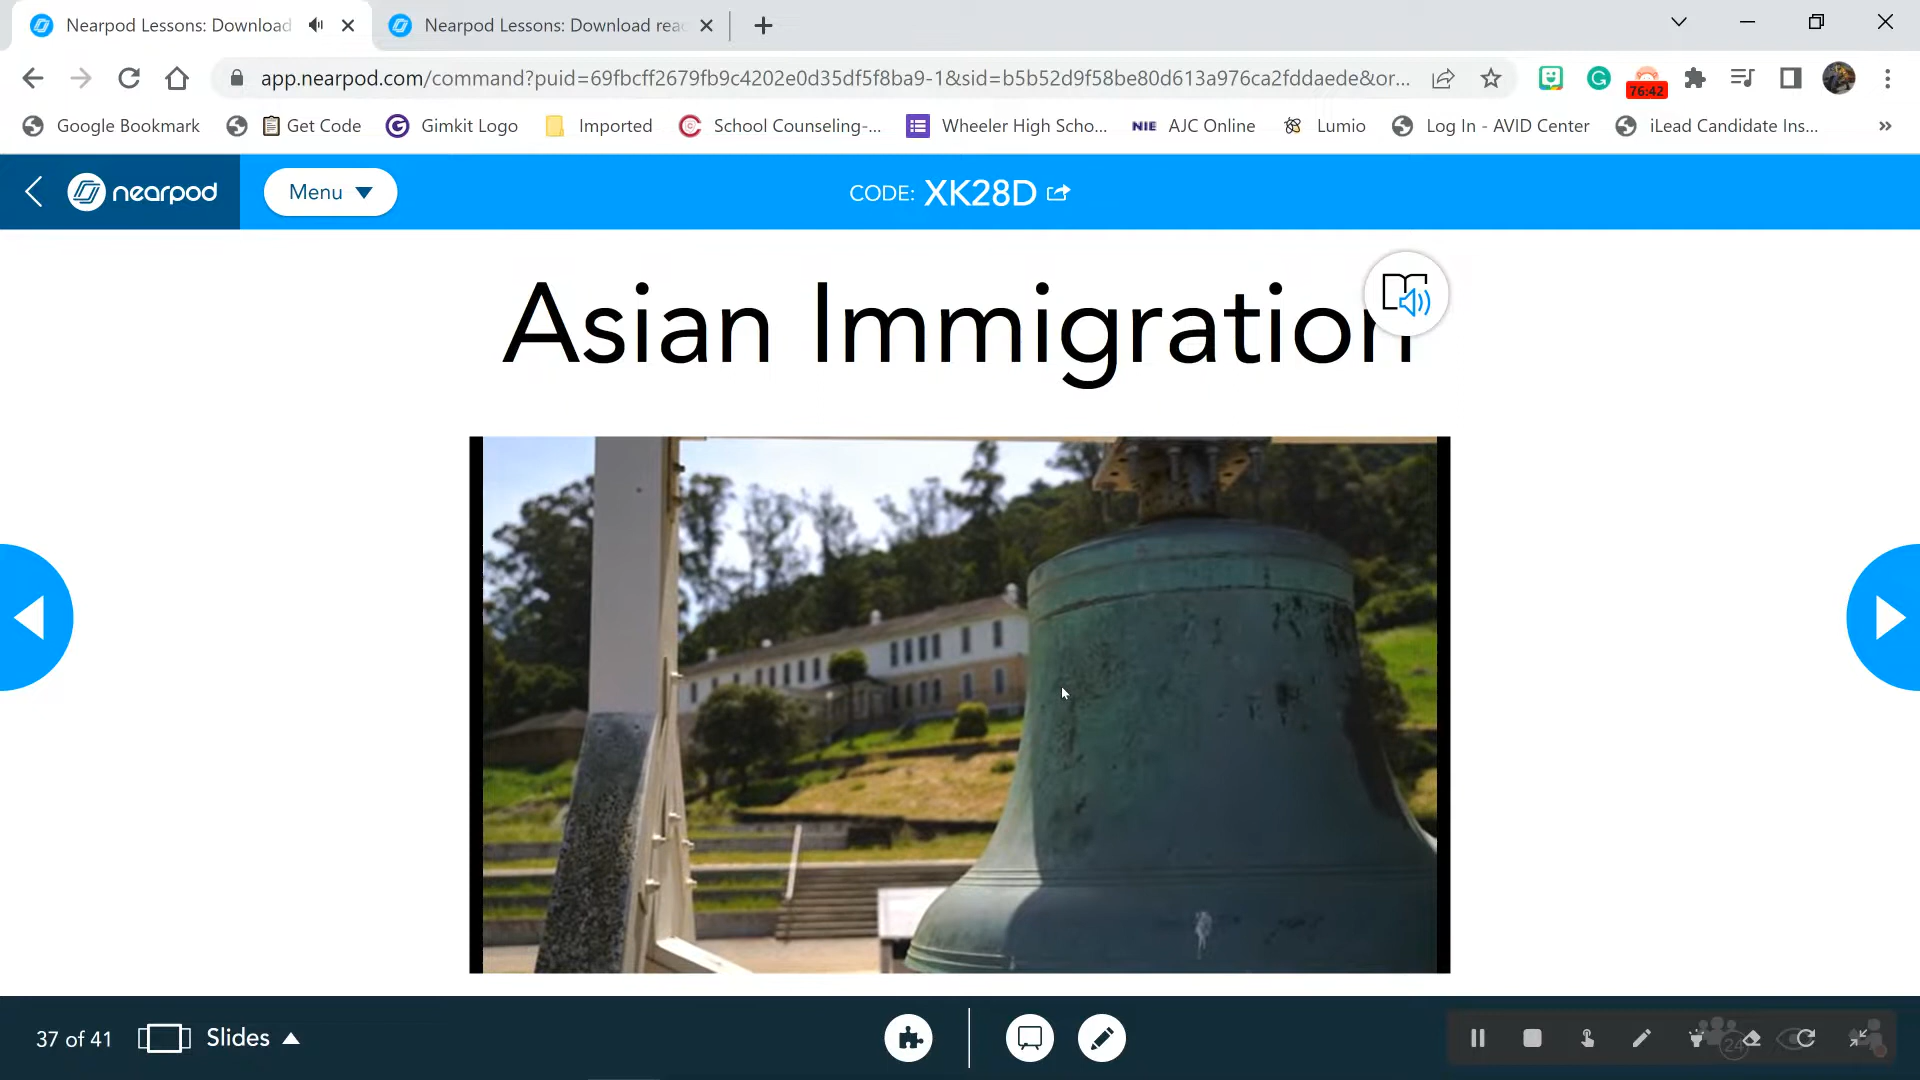 Nearpod Lessons: Download
Nearpod Lessons: Download rea
app.nearpod.com/command?puid=69fbcff2679fb9c4202e0d35df5f8ba9-1&sid=b5b52d9f58be80d613a976ca2fddaede&or...
76:42
Google Bookmark
Get Code
Gimkit Logo
Imported
School Counseling-...
Wheeler High Scho...
NIE AJC Online
Lumio
Log In - AVID Center
iLead Candidate Ins...
nearpod
Menu
CODE: XK28D
Asian Immigration
37 of 41
Slides
24